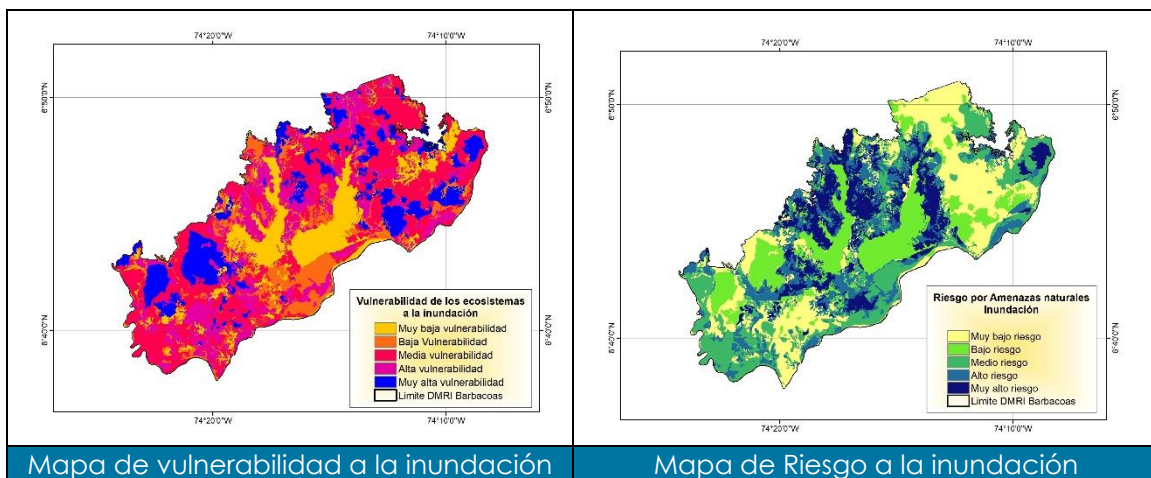 74°20'0"W
74°10'0"W
6°50'0"N
6°50'0"N
6°40'0"N
6°40'0"N
Vulnerabilidad de los ecosistemas
a la inundación
Muy baja vulnerabilidad
Baja Vulnerabilidad
Media vulnerabilidad
Alta vulnerabilidad
Muy alta vulnerabilidad
Limite DMRI Barbacoas
74°20'0"W
74°10'0"W
Mapa de vulnerabilidad a la inundación
74°20'0"W
74°10'0"W
6°50'0"N
6°50'0"N
6°40'0"N
6°40'0"N
Riesgo por Amenazas naturales
Inundación
Muy bajo riesgo
Bajo riesgo
Medio riesgo
Alto riesgo
Muy alto riesgo
Limite DMRI Barbacoas
74°20'0"W
74°10'0"W
Mapa de Riesgo a la inundación